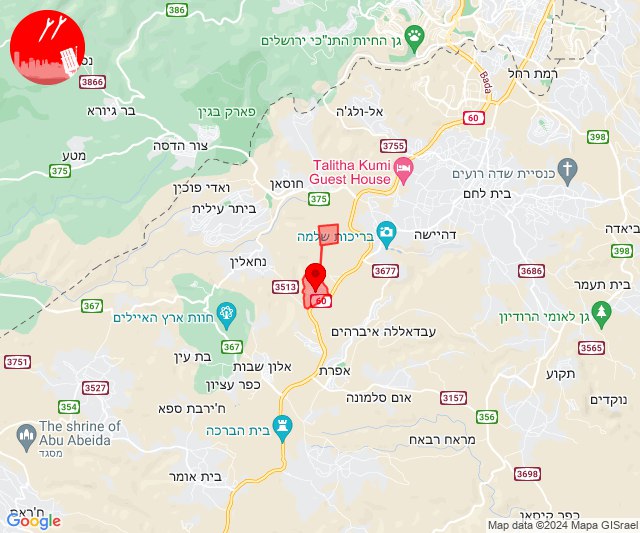 386
גן החיות התנ"כי ירושלים
רמת רחל
Bada
60
נס
3866
בר גיורא
פארק בגין
אל-ולג'ה
398
מטע
צור הדסה
375
3755
Talitha Kumi
Guest House
כנסיית שדה רועים
ואדי פוכין
חוסאן
375
בית לחם
ביתר עילית
בריכות שלמה
דהיישה
ביאדה
נחאלין
3677
3686
בית תעמר
3513
367
60
חוות ארץ האיילים
עבדאללה איברהים
גן לאומי הרודיון
367
בת עין
3565
3751
אלון שבות
אפרת
תקוע
3527
כפר עציון
נוקדים
354
ח'ירבת ספא
אום סלמונה
3157
356
The shrine of
Abu Abeida
מסגד
בית הברכה
מראח רבאח
בית אומר
3698
ח'ראס
כפר קיסאן
Google
Map data ©2024 Mapa GISrael